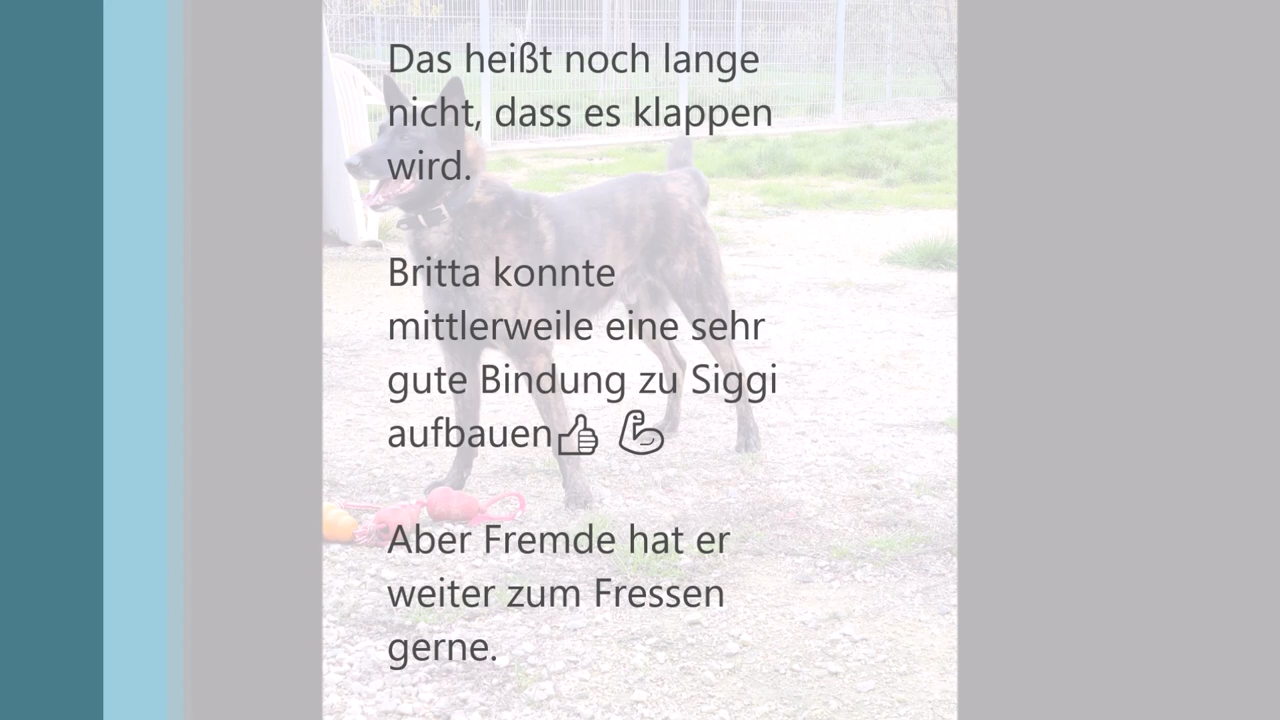 Das heißt noch lange
nicht, dass es klappen
wird.
Britta konnte
mittlerweile eine sehr
gute Bindung zu Siggi
aufbauen👍 💪
Aber Fremde hat er
weiter zum Fressen
gerne.